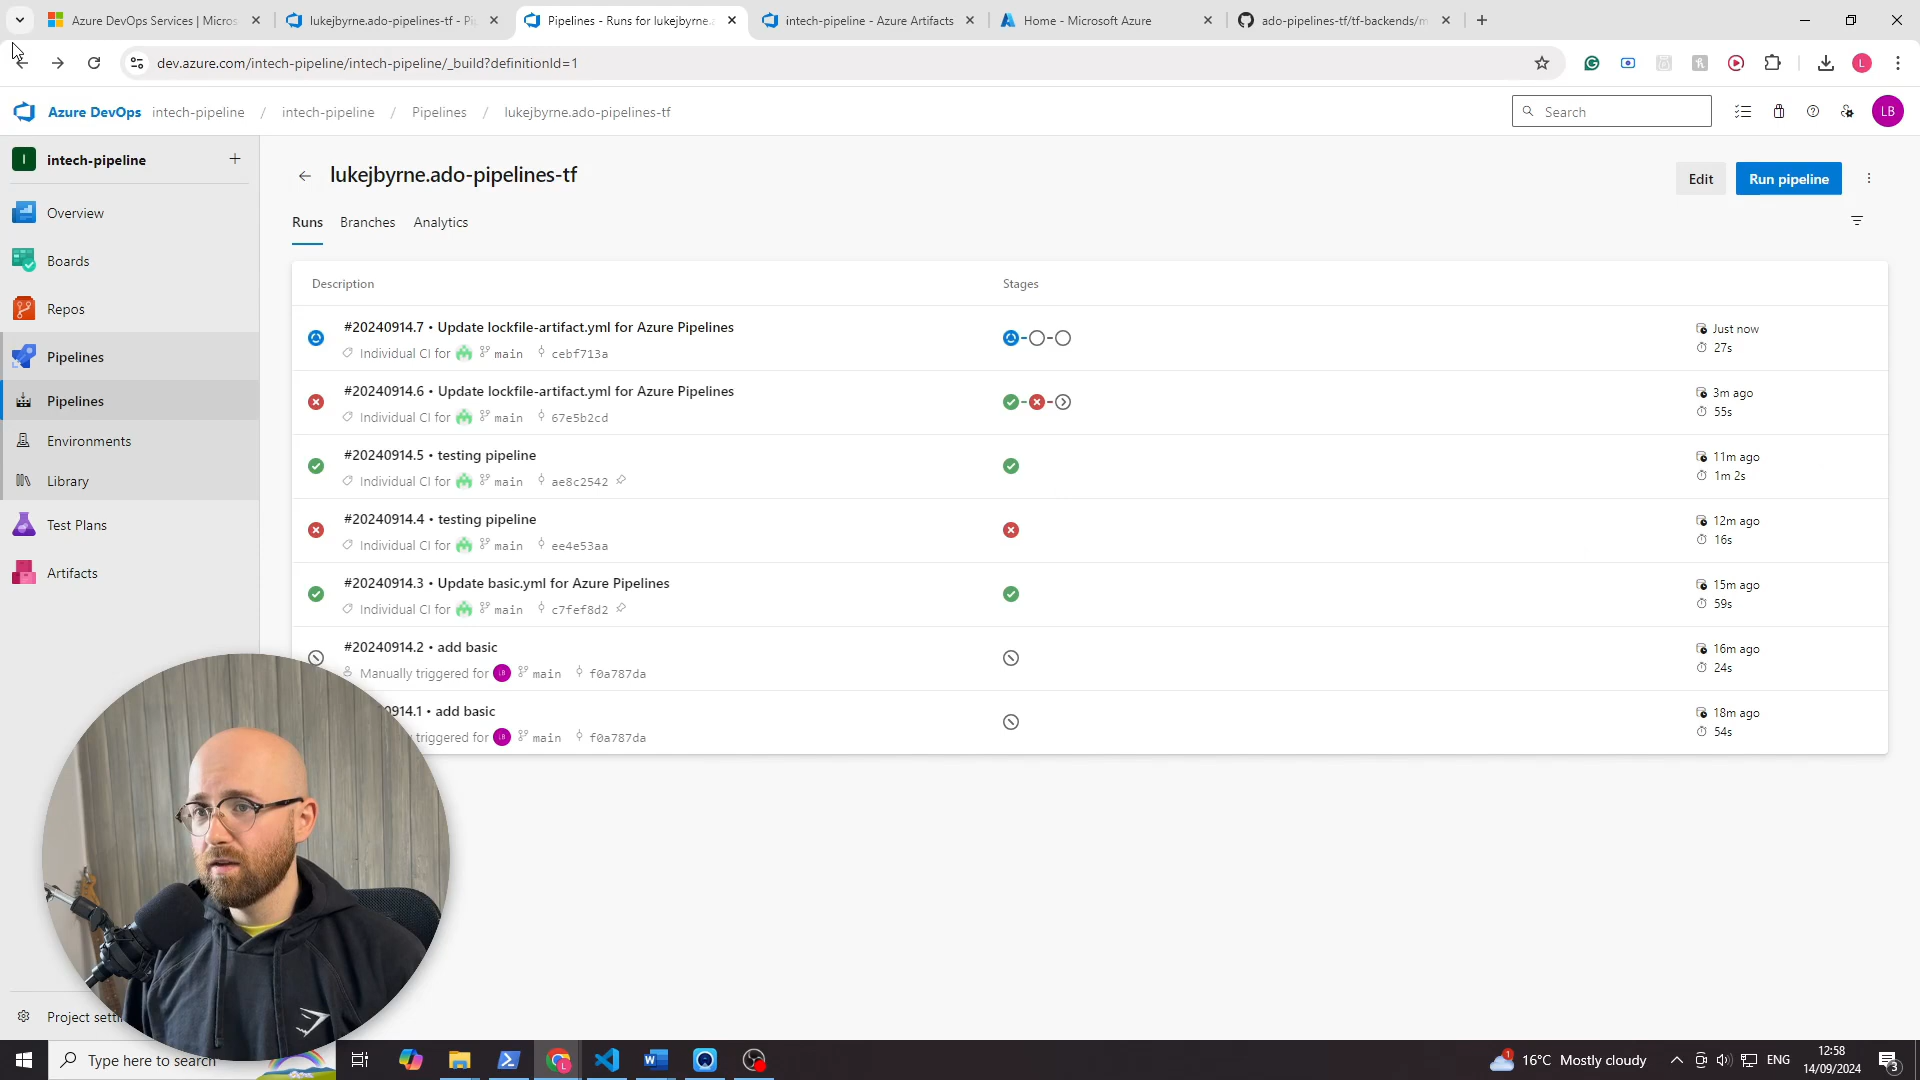 Azure DevOps Services | Micros
lukejbyrne.ado-pipelines-tf - Pi
Pipelines - Runs for lukejbyrne.
intech-pipeline - Azure Artifacts
Home - Microsoft Azure
ado-pipelines-tf/tf-backends/m
dev.azure.com/intech-pipeline/intech-pipeline/_build?definitionId=1
L
Azure DevOps intech-pipeline / intech-pipeline / Pipelines / lukejbyrne.ado-pipelines-tf
Search
LB
I intech-pipeline
Overview
Boards
Repos
Pipelines
Pipelines
Environments
Library
Test Plans
Artifacts
Project setti
lukejbyrne.ado-pipelines-tf
Edit
Run pipeline
Runs Branches Analytics
Description Stages
#20240914.7 • Update lockfile-artifact.yml for Azure Pipelines
Individual CI for main cebf713a
Just now
27s
#20240914.6 • Update lockfile-artifact.yml for Azure Pipelines
Individual CI for main 67e5b2cd
3m ago
55s
#20240914.5 • testing pipeline
Individual CI for main ae8c2542
11m ago
1m 2s
#20240914.4 • testing pipeline
Individual CI for main ee4e53aa
12m ago
16s
#20240914.3 • Update basic.yml for Azure Pipelines
Individual CI for main c7fef8d2
15m ago
59s
#20240914.2 • add basic
Manually triggered for LB main f0a787da
16m ago
24s
914.1 • add basic
triggered for LB main f0a787da
18m ago
54s
Type here to search
16°C Mostly cloudy
ENG
12:58
14/09/2024
3